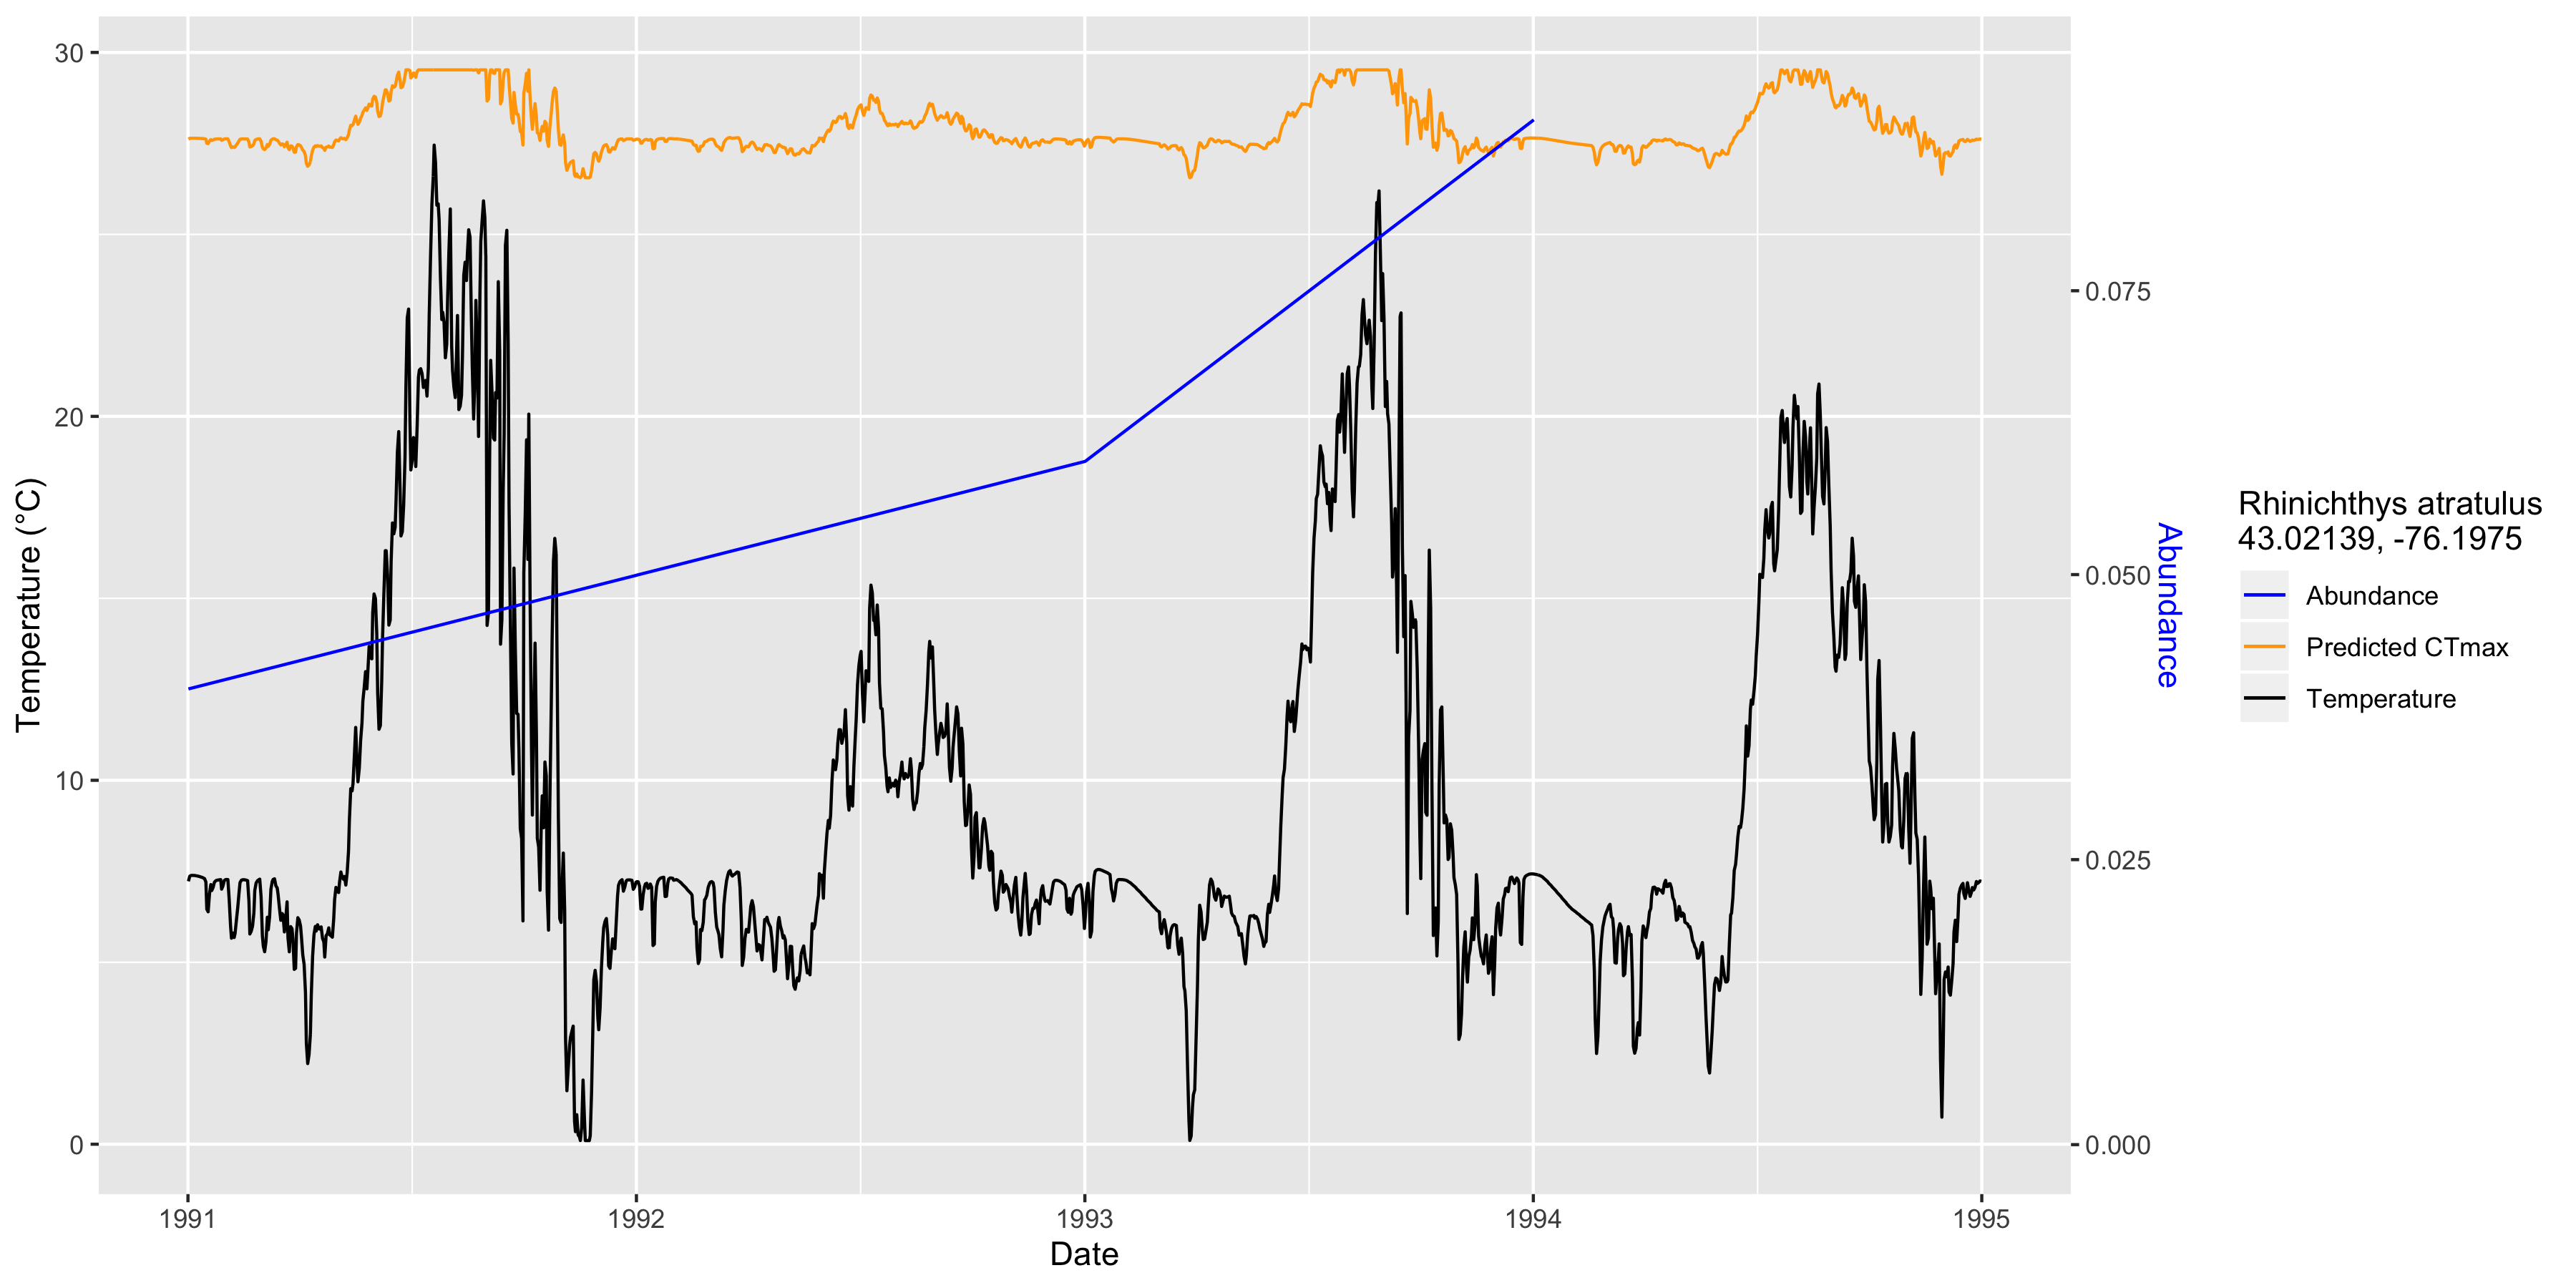 30
20
10
0
Temperature (°C)
1991
1992
1993
1994
1995
Date
0.075
0.050
0.025
0.000
Abundance
Rhinichthys atratulus
43.02139, -76.1975
Abundance
Predicted CTmax
Temperature